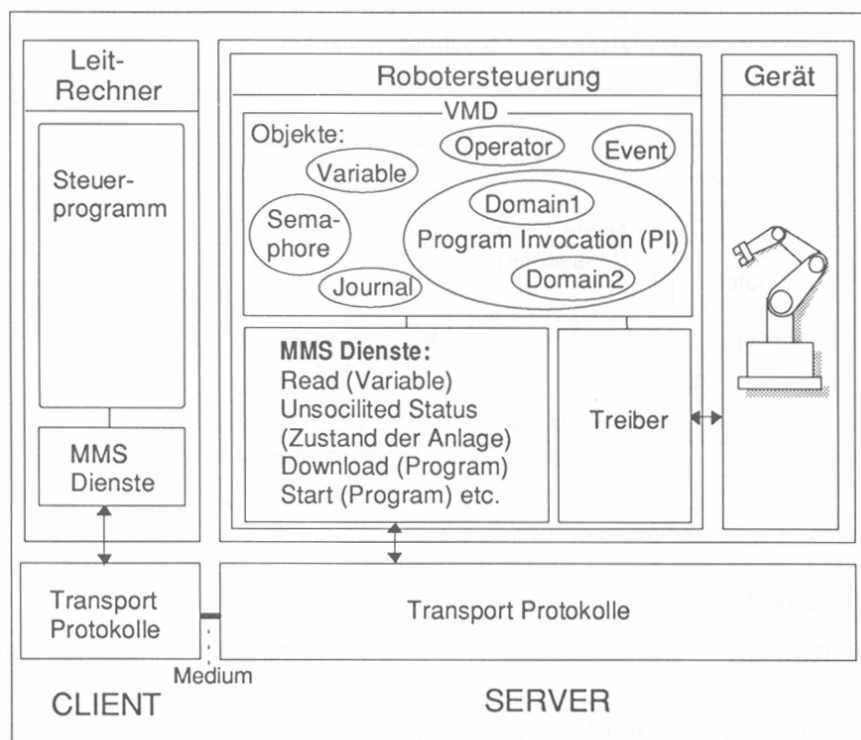 Leit-
Rechner
Steuer-
programm
MMS
Dienste
Transport
Protokolle
Medium
CLIENT
Robotersteuerung
VMD
Objekte:
Operator
Event
Variable
Domain1
Sema-
phore
Program Invocation (PI)
Domain2
Journal
MMS Dienste:
Read (Variable)
Unsocilited Status
(Zustand der Anlage)
Download (Program)
Start (Program) etc.
Treiber
Gerät
Transport Protokolle
SERVER